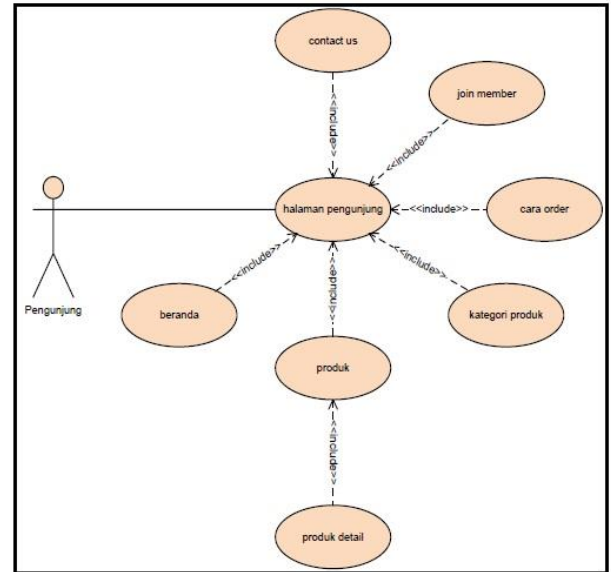 contact us
<<include>>
join member
<<include>>
halaman pengunjung
<<include>>
cara order
Pengunjung
<<include>>
beranda
<<include>>
<<include>>
kategori produk
produk
<<include>>
produk detail